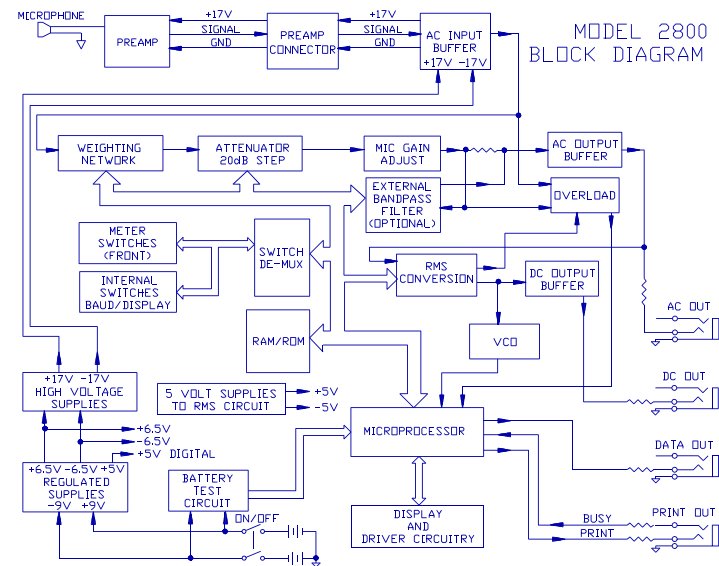 MICROPHONE
MODEL 2800
BLOCK DIAGRAM
PREAMP
+17V
SIGNAL
GND
PREAMP
CONNECTOR
+17V
SIGNAL
GND
AC INPUT
BUFFER
+17V -17V
WEIGHTING
NETWORK
ATTENUATOR
20dB STEP
MIC GAIN
ADJUST
AC OUTPUT
BUFFER
EXTERNAL
BANDPASS
FILTER
(OPTIONAL)
OVERLOAD
METER
SWITCHES
(FRONT)
SWITCH
DE-MUX
INTERNAL
SWITCHES
BAUD/DISPLAY
RMS
CONVERSION
DC OUTPUT
BUFFER
AC OUT
RAM/ROM
VCO
+17V -17V
HIGH VOLTAGE
SUPPLIES
5 VOLT SUPPLIES
TO RMS CIRCUIT
+5V
-5V
DC OUT
+6.5V
-6.5V
+5V DIGITAL
MICROPROCESSOR
DATA OUT
+6.5V -6.5V +5V
REGULATED
SUPPLIES
-9V +9V
BATTERY
TEST
CIRCUIT
ON/OFF
DISPLAY
AND
DRIVER CIRCUITRY
BUSY
PRINT
PRINT OUT